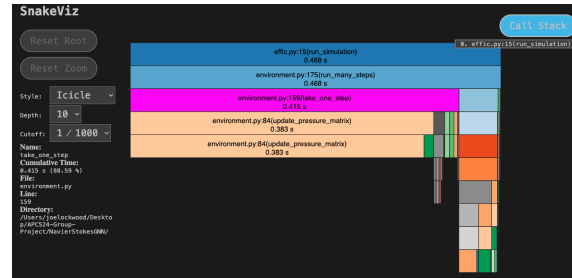 SnakeViz
Call Stack
Reset Root
Reset Zoom
0. effic.py:15(run_simulation)
effic.py:15(run_simulation)
0.468 s
environment.py:175(run_many_steps)
0.468 s
environment.py:159(take_one_step)
0.415 s
environment.py:84(update_pressure_matrix)
0.383 s
environment.py:84(update_pressure_matrix)
0.383 s
Style: Icicle
Depth: 10
Cutoff: 1 / 1000
Name:
take_one_step
Cumulative Time:
0.415 s (88.59 %)
File:
environment.py
Line:
159
Directory:
/Users/joelockwood/Deskto
p/APC524-Group-
Project/NavierStokesGNN/